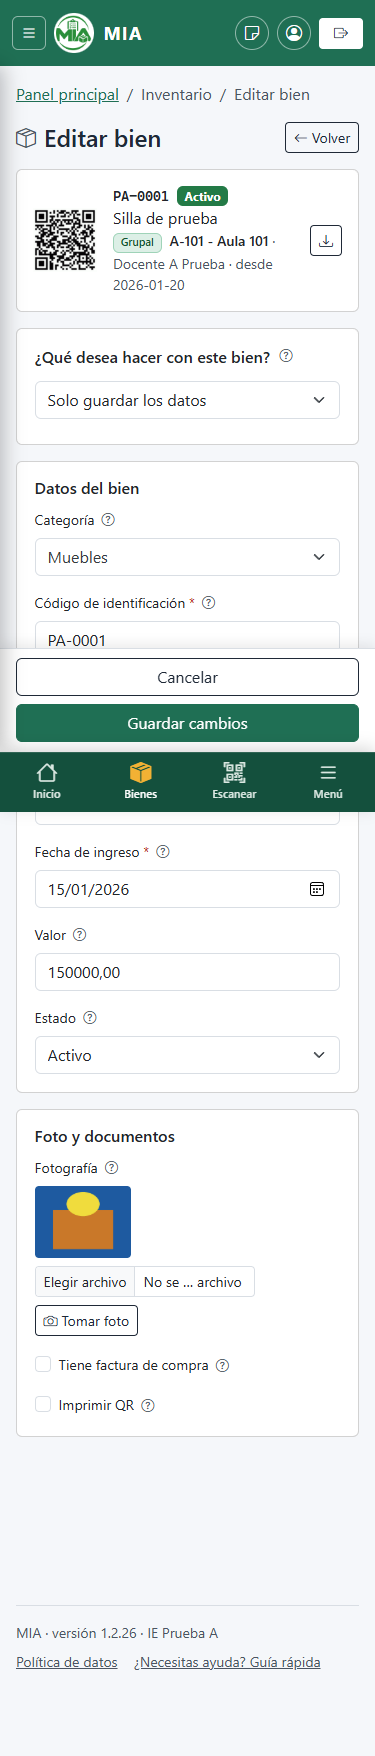 MIA
Panel principal / Inventario / Editar bien
Editar bien
Volver
PA-0001 Activo
Silla de prueba
Grupal A-101 - Aula 101 ·
Docente A Prueba · desde
2026-01-20
¿Qué desea hacer con este bien?
Solo guardar los datos
Datos del bien
Categoría
Muebles
Código de identificación *
PA-0001
Cancelar
Guardar cambios
Inicio Bienes Escanear Menú
Fecha de ingreso *
15/01/2026
Valor
150000,00
Estado
Activo
Foto y documentos
Fotografía
Elegir archivo No se ... archivo
Tomar foto
Tiene factura de compra
Imprimir QR
MIA · versión 1.2.26 · IE Prueba A
Política de datos ¿Necesitas ayuda? Guía rápida